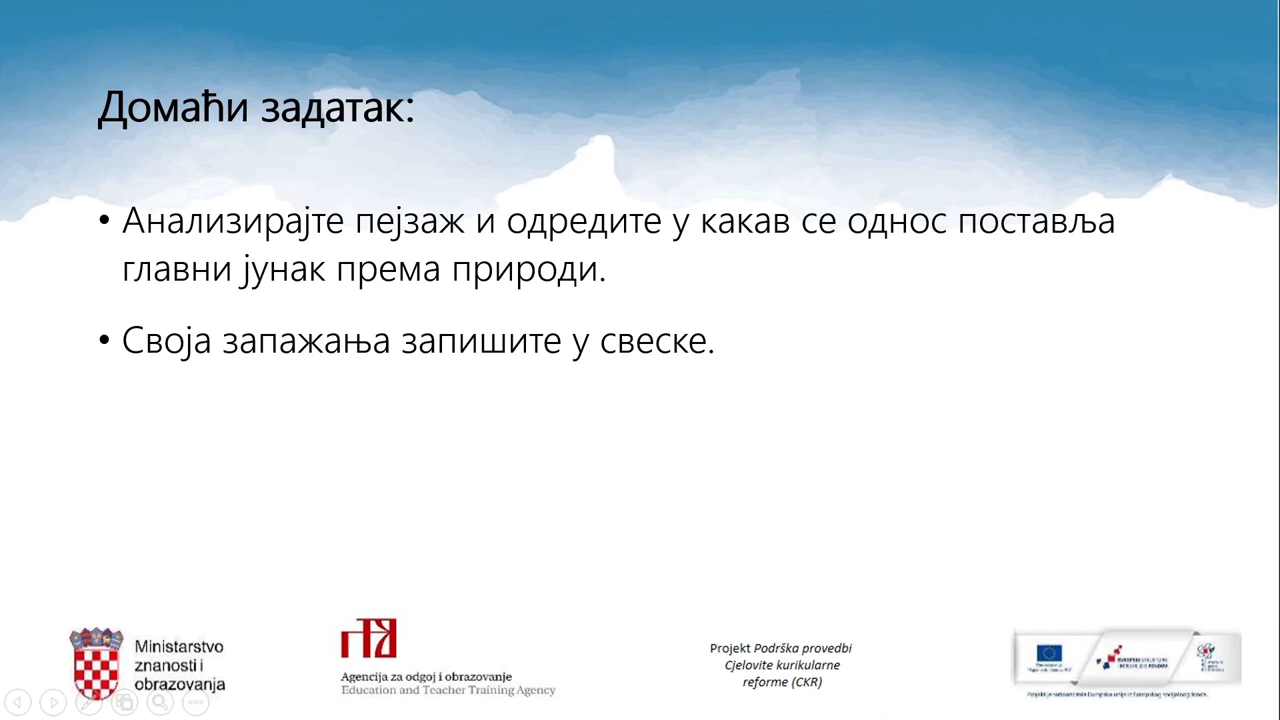 Домаћи задатак:
• Анализирајте пејзаж и одредите у какав се однос поставља
главни јунак према природи.
• Своја запажања запишите у свеске.
Ministarstvo
znanosti i
obrazovanja
Agencija za odgoj i obrazovanje
Education and Teacher Training Agency
Projekt Podrška provedbi
Cjelovite kurikularne
reforme (CKR)